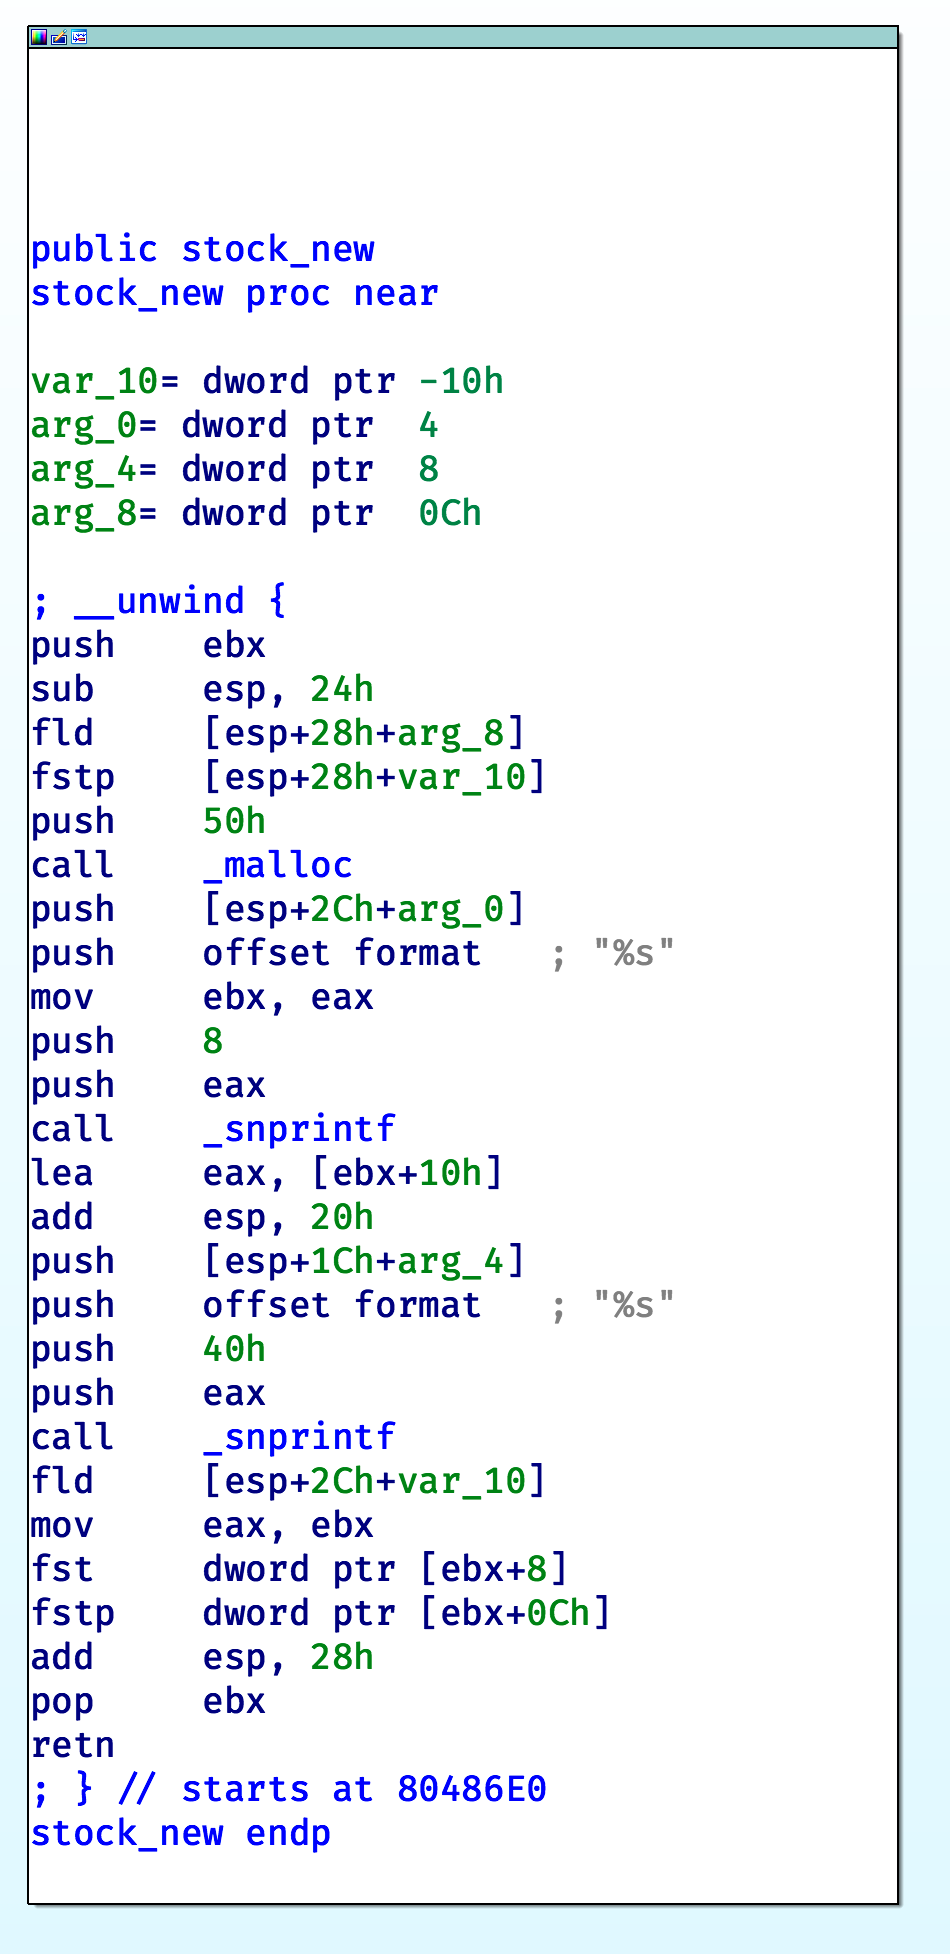 public stock_new
stock_new proc near
var_10= dword ptr -10h
arg_0= dword ptr  4
arg_4= dword ptr  8
arg_8= dword ptr  0Ch
; __unwind {
push    ebx
sub     esp, 24h
fld     [esp+28h+arg_8]
fstp    [esp+28h+var_10]
push    50h
call    _malloc
push    [esp+2Ch+arg_0]
push    offset format   ; "%s"
mov     ebx, eax
push    8
push    eax
call    _snprintf
lea     eax, [ebx+10h]
add     esp, 20h
push    [esp+1Ch+arg_4]
push    offset format   ; "%s"
push    40h
push    eax
call    _snprintf
fld     [esp+2Ch+var_10]
mov     eax, ebx
fst     dword ptr [ebx+8]
fstp    dword ptr [ebx+0Ch]
add     esp, 28h
pop     ebx
retn
; } // starts at 80486E0
stock_new endp